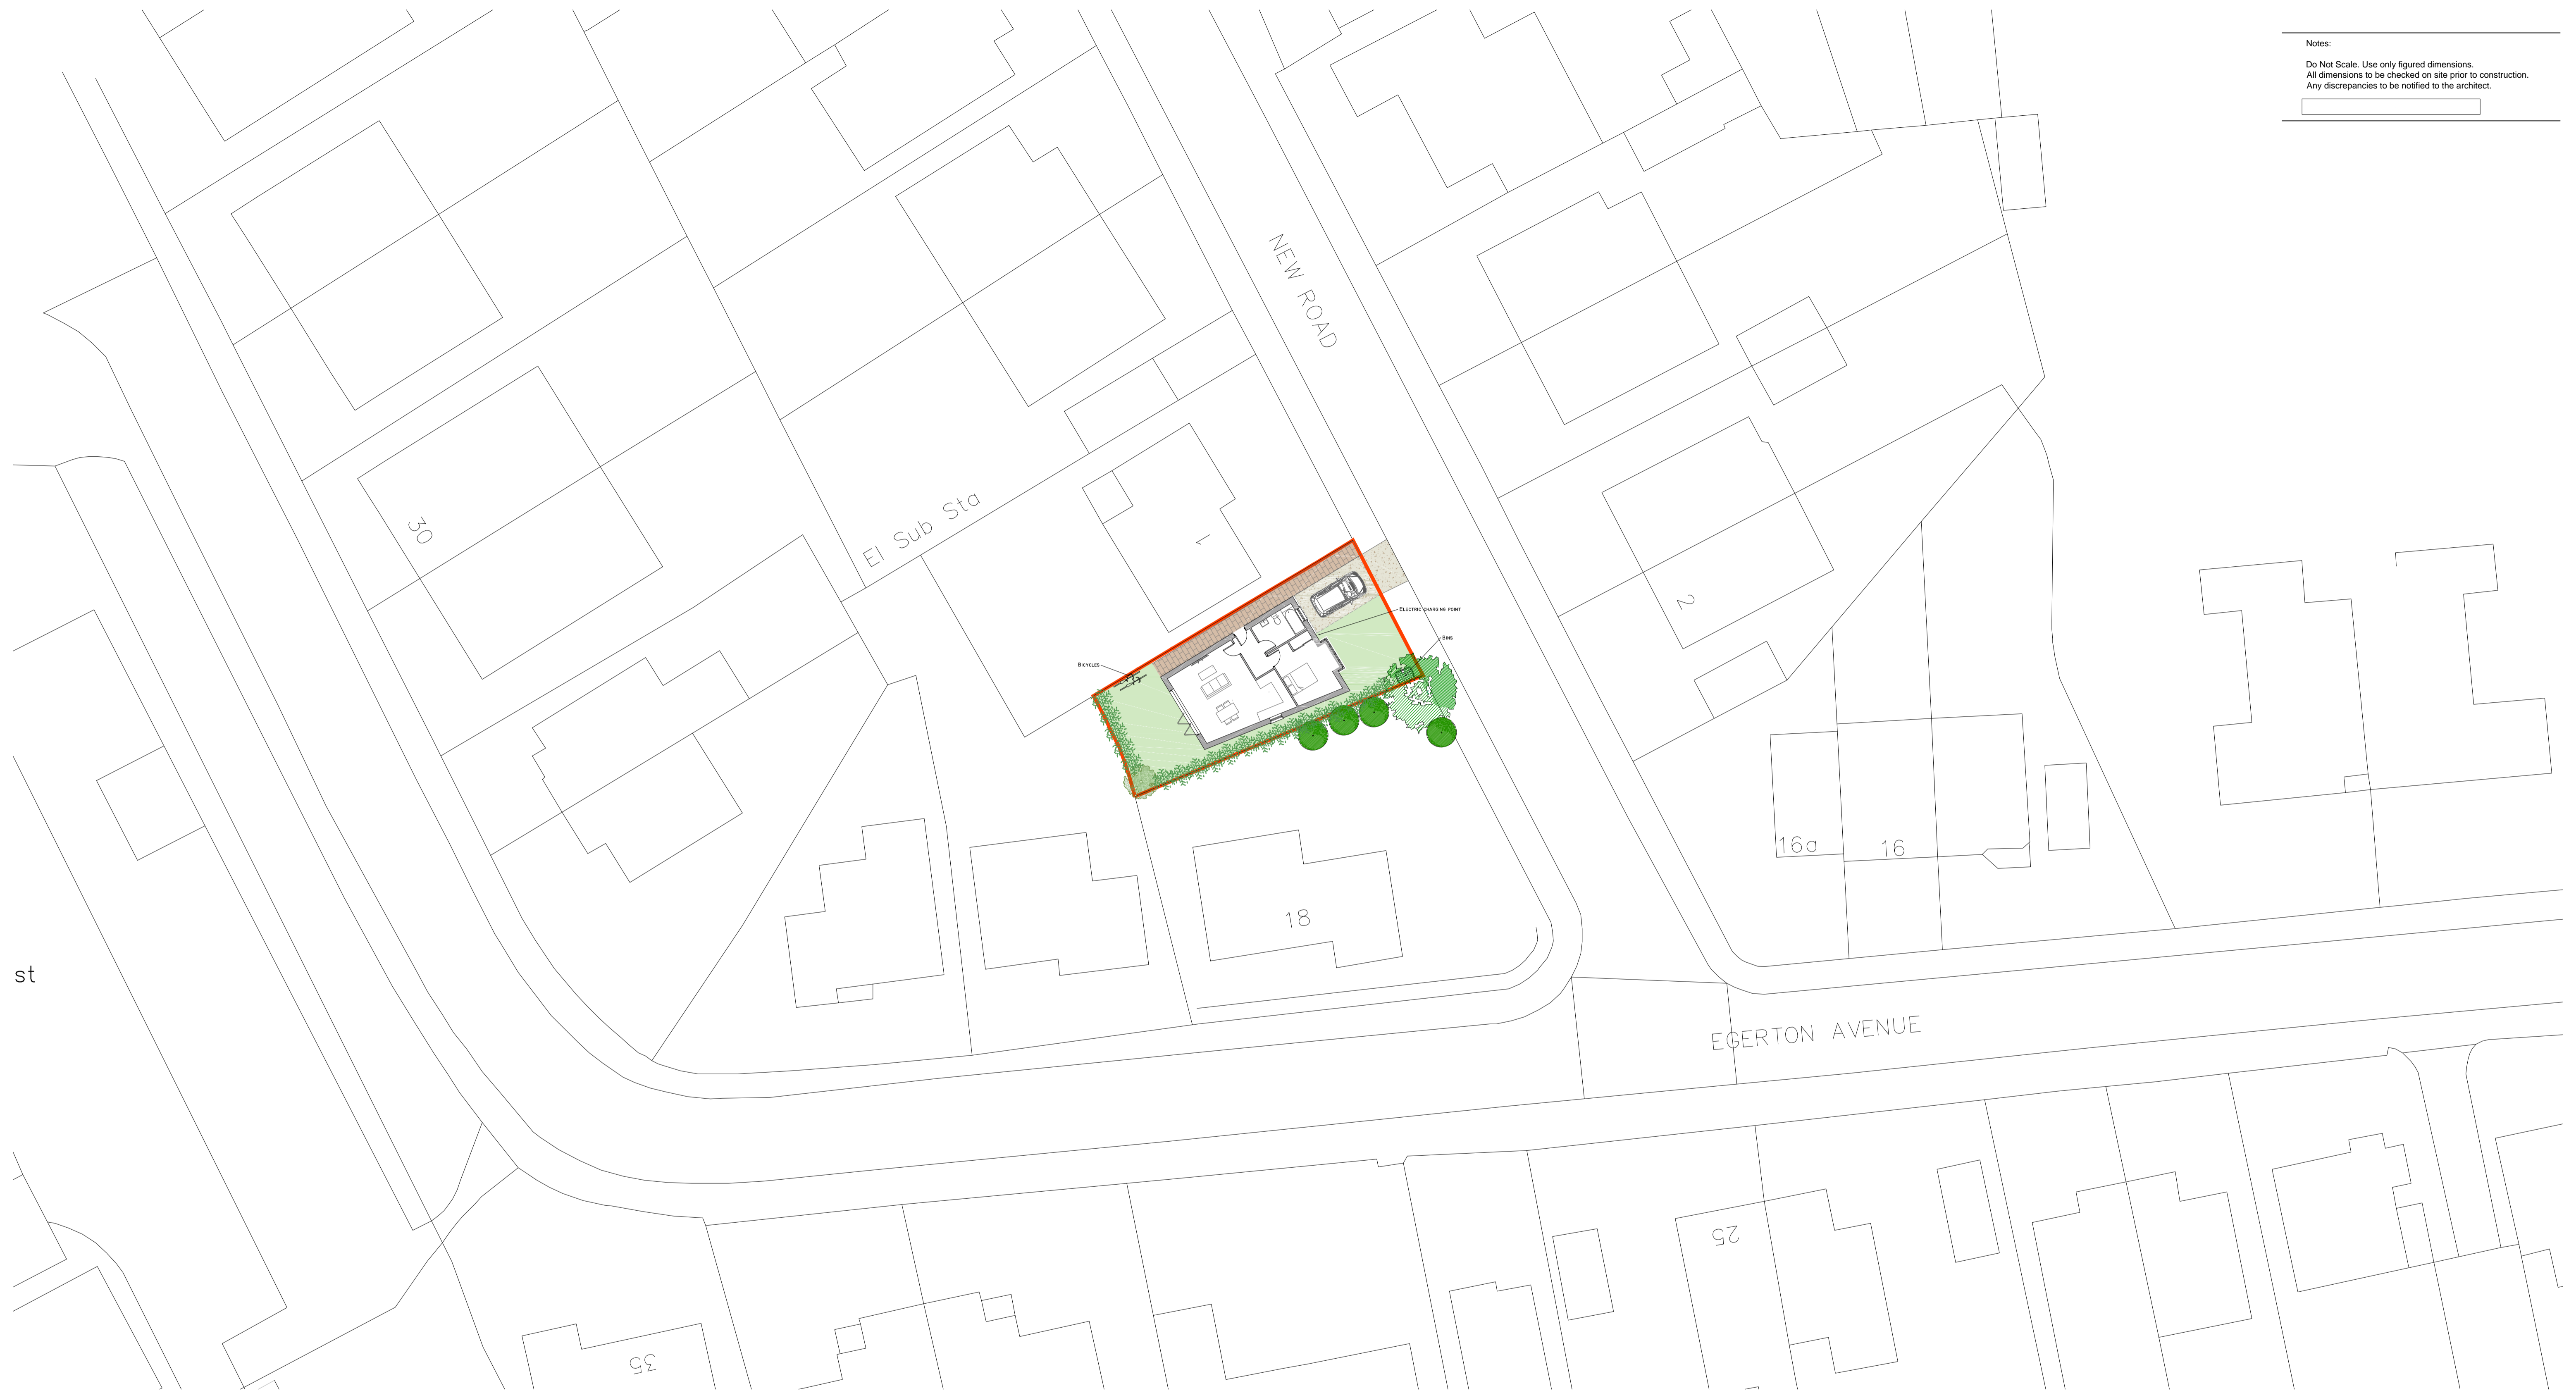 Notes:
Do Not Scale. Use only figured dimensions.
All dimensions to be checked on site prior to construction.
Any discrepancies to be notified to the architect.
NEW ROAD
30
El Sub Sta
1
2
ELECTRIC CHARGING POINT
BINS
BICYCLES
16a
16
18
st
EGERTON AVENUE
25
35